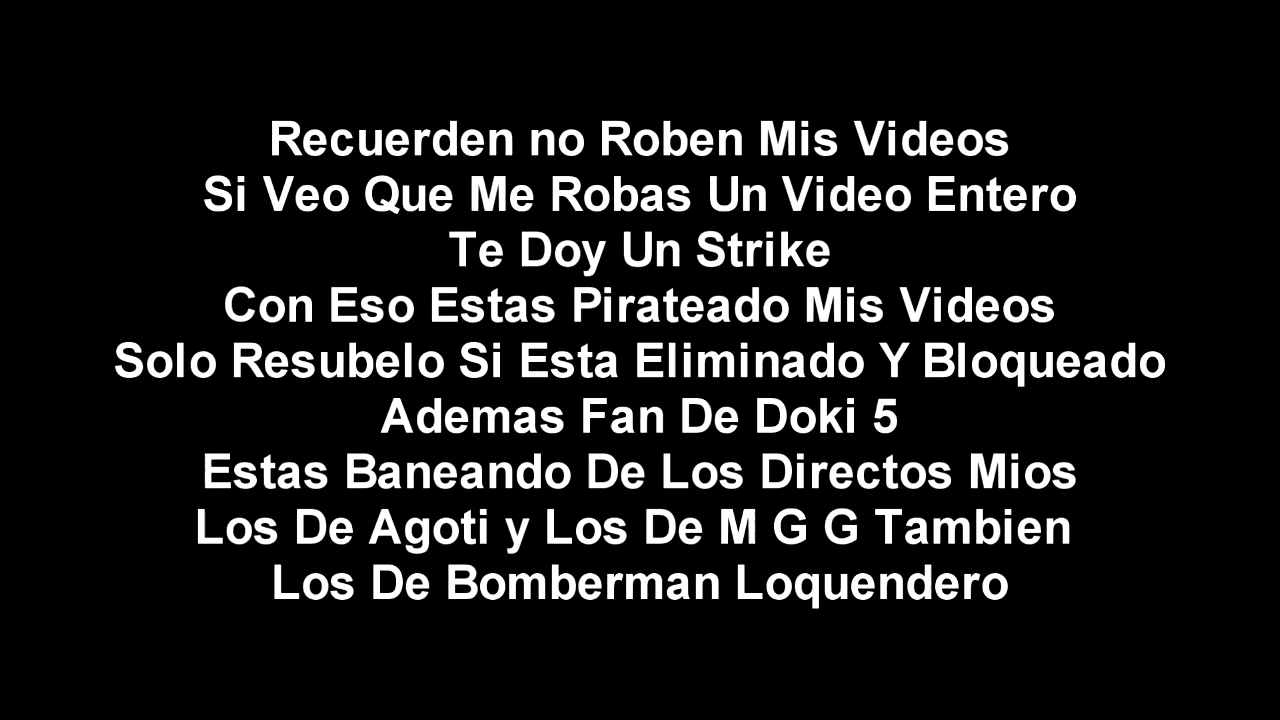 Recuerden no Roben Mis Videos
Si Veo Que Me Robas Un Video Entero
Te Doy Un Strike
Con Eso Estas Pirateado Mis Videos
Solo Resubelo Si Esta Eliminado Y Bloqueado
Ademas Fan De Doki 5
Estas Baneando De Los Directos Mios
Los De Agoti y Los De M G G Tambien
Los De Bomberman Loquendero